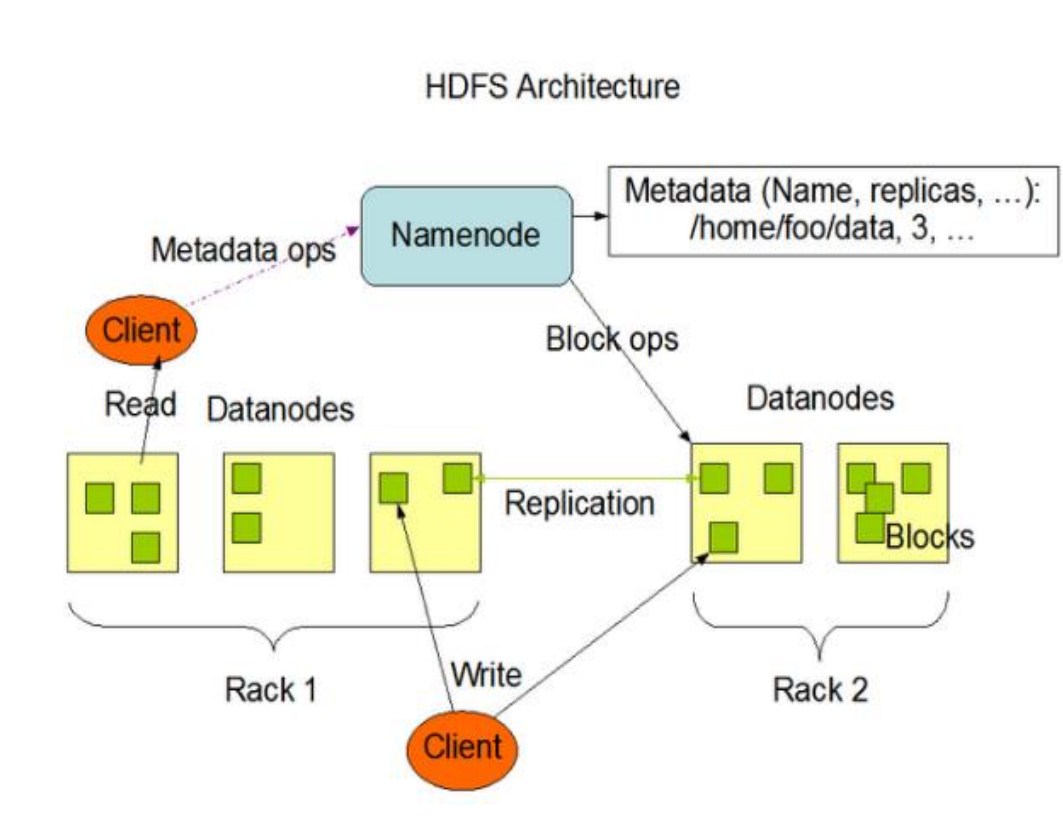 HDFS Architecture
Metadata (Name, replicas, …):
/home/foo/data, 3, …
Namenode
Metadata ops
Client
Block ops
Read
Datanodes
Datanodes
Replication
Blocks
Rack 1
Write
Rack 2
Client